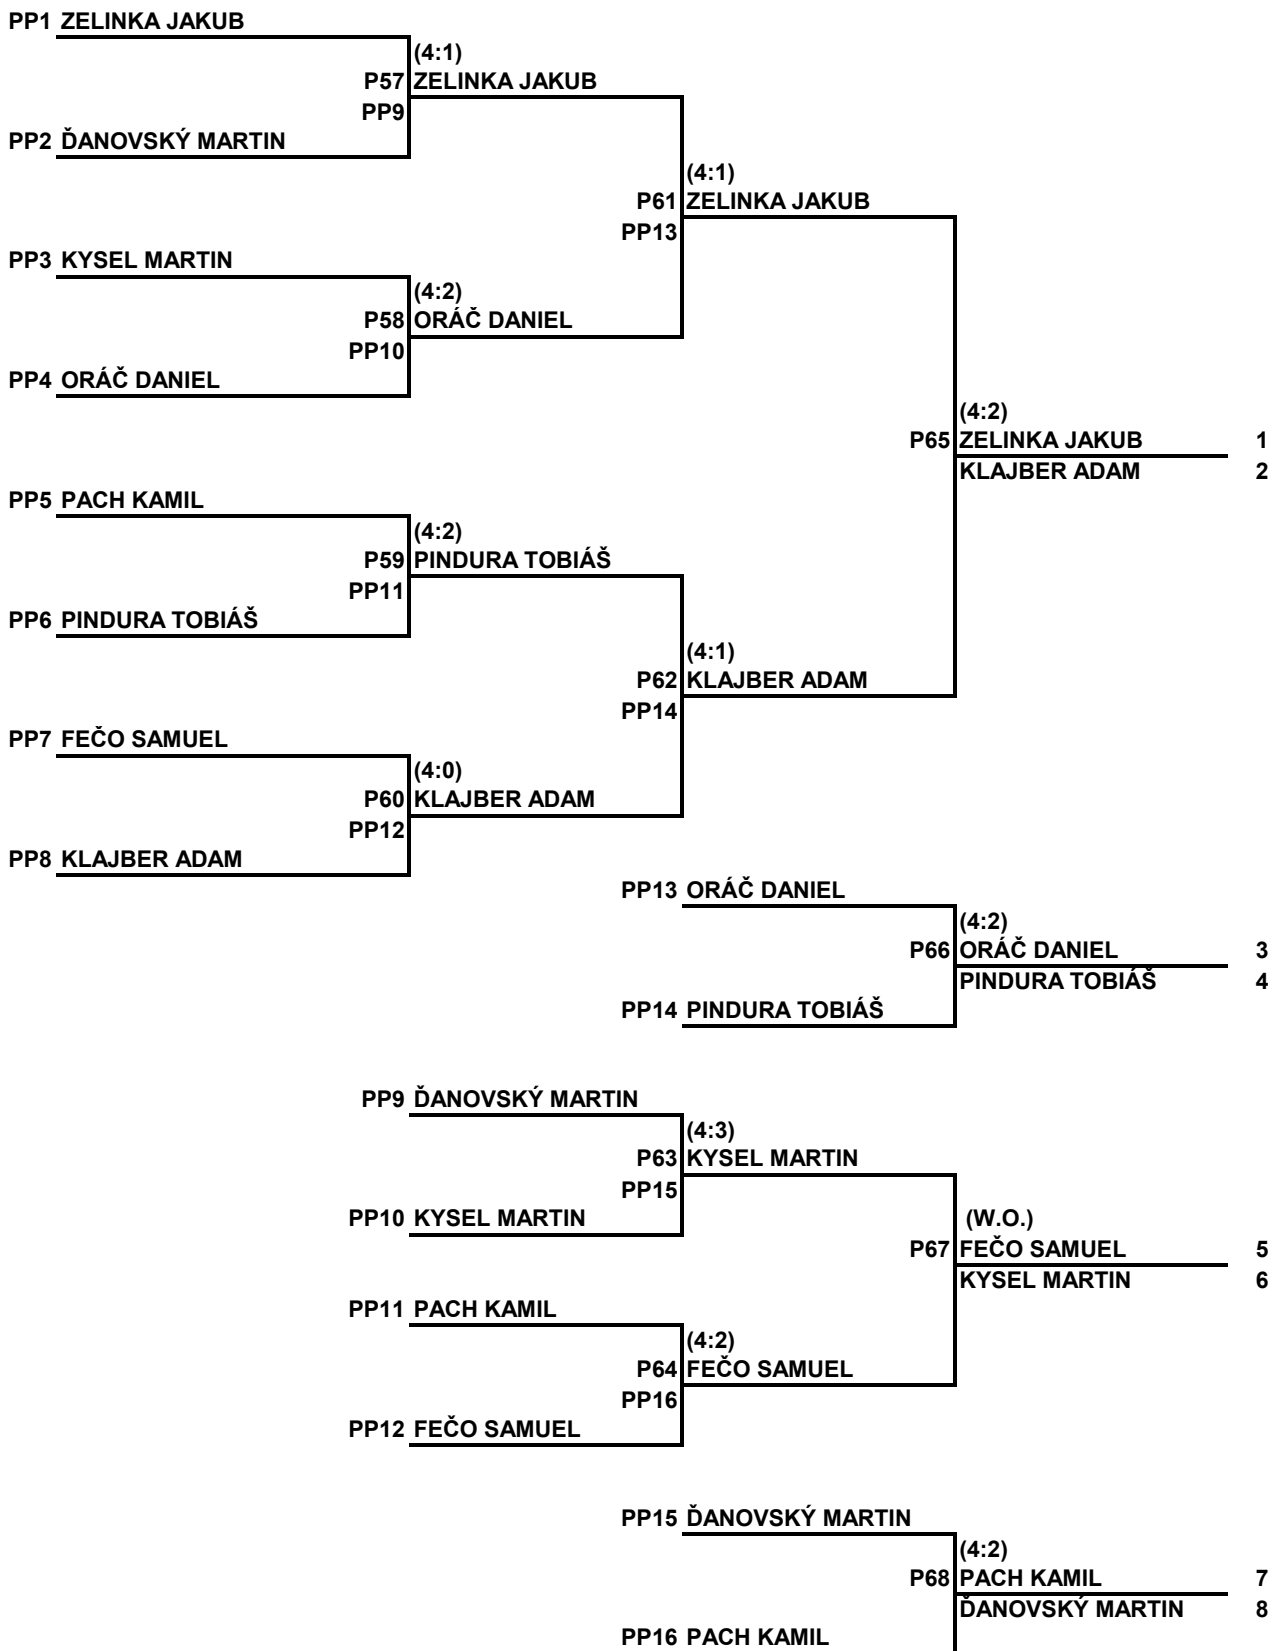 PP1 ZELINKA JAKUB
(4:1)
P57 ZELINKA JAKUB
PP9
PP2 ĎANOVSKÝ MARTIN
(4:1)
P61 ZELINKA JAKUB
PP13
PP3 KYSEL MARTIN
(4:2)
P58 ORÁČ DANIEL
PP10
PP4 ORÁČ DANIEL
(4:2)
P65 ZELINKA JAKUB 1
KLAJBER ADAM 2
PP5 PACH KAMIL
(4:2)
P59 PINDURA TOBIÁŠ
PP11
PP6 PINDURA TOBIÁŠ
(4:1)
P62 KLAJBER ADAM
PP14
PP7 FEČO SAMUEL
(4:0)
P60 KLAJBER ADAM
PP12
PP8 KLAJBER ADAM
PP13 ORÁČ DANIEL
(4:2)
P66 ORÁČ DANIEL 3
PINDURA TOBIÁŠ 4
PP14 PINDURA TOBIÁŠ
PP9 ĎANOVSKÝ MARTIN
(4:3)
P63 KYSEL MARTIN
PP15
PP10 KYSEL MARTIN
(W.O.)
P67 FEČO SAMUEL 5
KYSEL MARTIN 6
PP11 PACH KAMIL
(4:2)
P64 FEČO SAMUEL
PP16
PP12 FEČO SAMUEL
PP15 ĎANOVSKÝ MARTIN
(4:2)
P68 PACH KAMIL 7
ĎANOVSKÝ MARTIN 8
PP16 PACH KAMIL